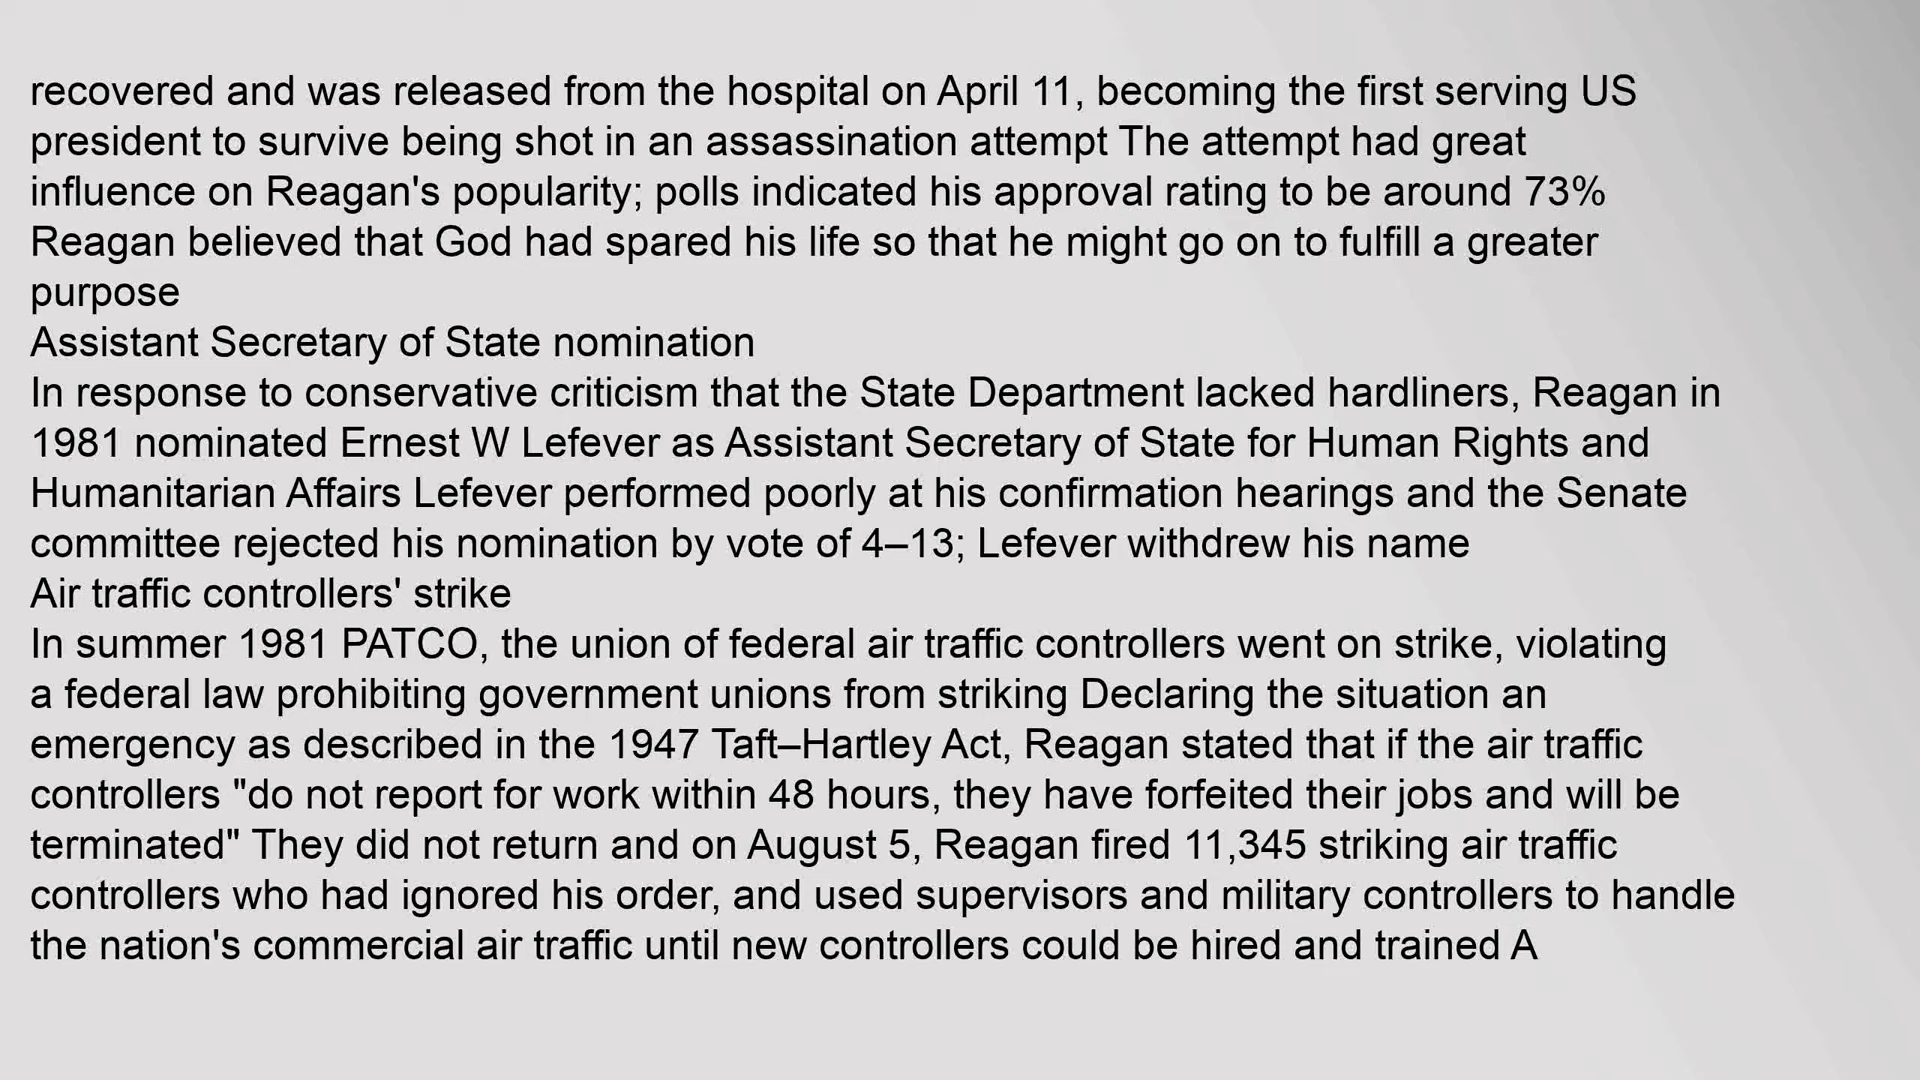 recovered and was released from the hospital on April 11, becoming the first serving US
president to survive being shot in an assassination attempt The attempt had great
influence on Reagan's popularity; polls indicated his approval rating to be around 73%
Reagan believed that God had spared his life so that he might go on to fulfill a greater
purpose
Assistant Secretary of State nomination
In response to conservative criticism that the State Department lacked hardliners, Reagan in
1981 nominated Ernest W Lefever as Assistant Secretary of State for Human Rights and
Humanitarian Affairs Lefever performed poorly at his confirmation hearings and the Senate
committee rejected his nomination by vote of 4–13; Lefever withdrew his name
Air traffic controllers' strike
In summer 1981 PATCO, the union of federal air traffic controllers went on strike, violating
a federal law prohibiting government unions from striking Declaring the situation an
emergency as described in the 1947 Taft–Hartley Act, Reagan stated that if the air traffic
controllers "do not report for work within 48 hours, they have forfeited their jobs and will be
terminated" They did not return and on August 5, Reagan fired 11,345 striking air traffic
controllers who had ignored his order, and used supervisors and military controllers to handle
the nation's commercial air traffic until new controllers could be hired and trained A